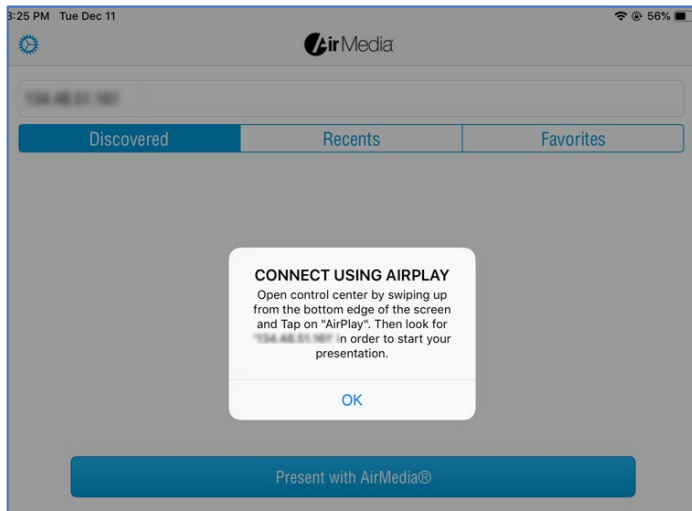 3:25 PM Tue Dec 11 56%
AirMedia
Discovered Recents Favorites
CONNECT USING AIRPLAY
Open control center by swiping up
from the bottom edge of the screen
and Tap on "AirPlay". Then look for
in order to start your
presentation.
OK
Present with AirMedia®